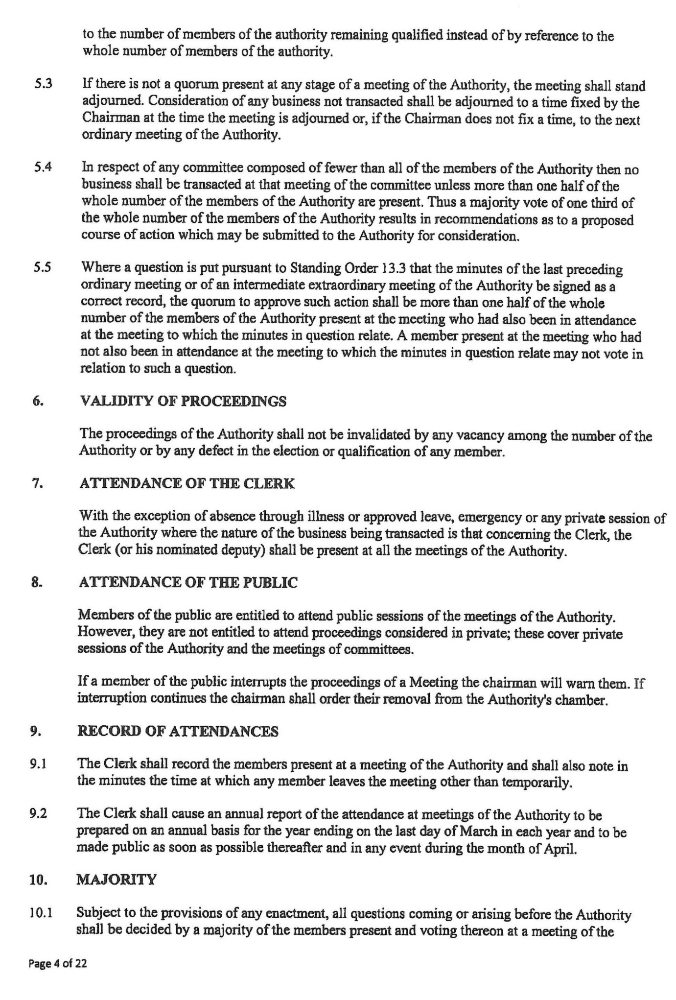 to the number of members of the authority remaining qualified instead of by reference to the
whole number of members of the authority.
5.3 If there is not a quorum present at any stage of a meeting of the Authority, the meeting shall stand
adjourned. Consideration of any business not transacted shall be adjourned to a time fixed by the
Chairman at the time the meeting is adjourned or, if the Chairman does not fix a time, to the next
ordinary meeting of the Authority.
5.4 In respect of any committee composed of fewer than all of the members of the Authority then no
business shall be transacted at that meeting of the committee unless more than one half of the
whole number of the members of the Authority are present. Thus a majority vote of one third of
the whole number of the members of the Authority results in recommendations as to a proposed
course of action which may be submitted to the Authority for consideration.
5.5 Where a question is put pursuant to Standing Order 13.3 that the minutes of the last preceding
ordinary meeting or of an intermediate extraordinary meeting of the Authority be signed as a
correct record, the quorum to approve such action shall be more than one half of the whole
number of the members of the Authority present at the meeting who had also been in attendance
at the meeting to which the minutes in question relate. A member present at the meeting who had
not also been in attendance at the meeting to which the minutes in question relate may not vote in
relation to such a question.
6. VALIDITY OF PROCEEDINGS
The proceedings of the Authority shall not be invalidated by any vacancy among the number of the
Authority or by any defect in the election or qualification of any member.
7. ATTENDANCE OF THE CLERK
With the exception of absence through illness or approved leave, emergency or any private session of
the Authority where the nature of the business being transacted is that concerning the Clerk, the
Clerk (or his nominated deputy) shall be present at all the meetings of the Authority.
8. ATTENDANCE OF THE PUBLIC
Members of the public are entitled to attend public sessions of the meetings of the Authority.
However, they are not entitled to attend proceedings considered in private; these cover private
sessions of the Authority and the meetings of committees.
If a member of the public interrupts the proceedings of a Meeting the chairman will warn them. If
interruption continues the chairman shall order their removal from the Authority's chamber.
9. RECORD OF ATTENDANCES
9.1 The Clerk shall record the members present at a meeting of the Authority and shall also note in
the minutes the time at which any member leaves the meeting other than temporarily.
9.2 The Clerk shall cause an annual report of the attendance at meetings of the Authority to be
prepared on an annual basis for the year ending on the last day of March in each year and to be
made public as soon as possible thereafter and in any event during the month of April.
10. MAJORITY
10.1 Subject to the provisions of any enactment, all questions coming or arising before the Authority
shall be decided by a majority of the members present and voting thereon at a meeting of the
Page 4 of 22